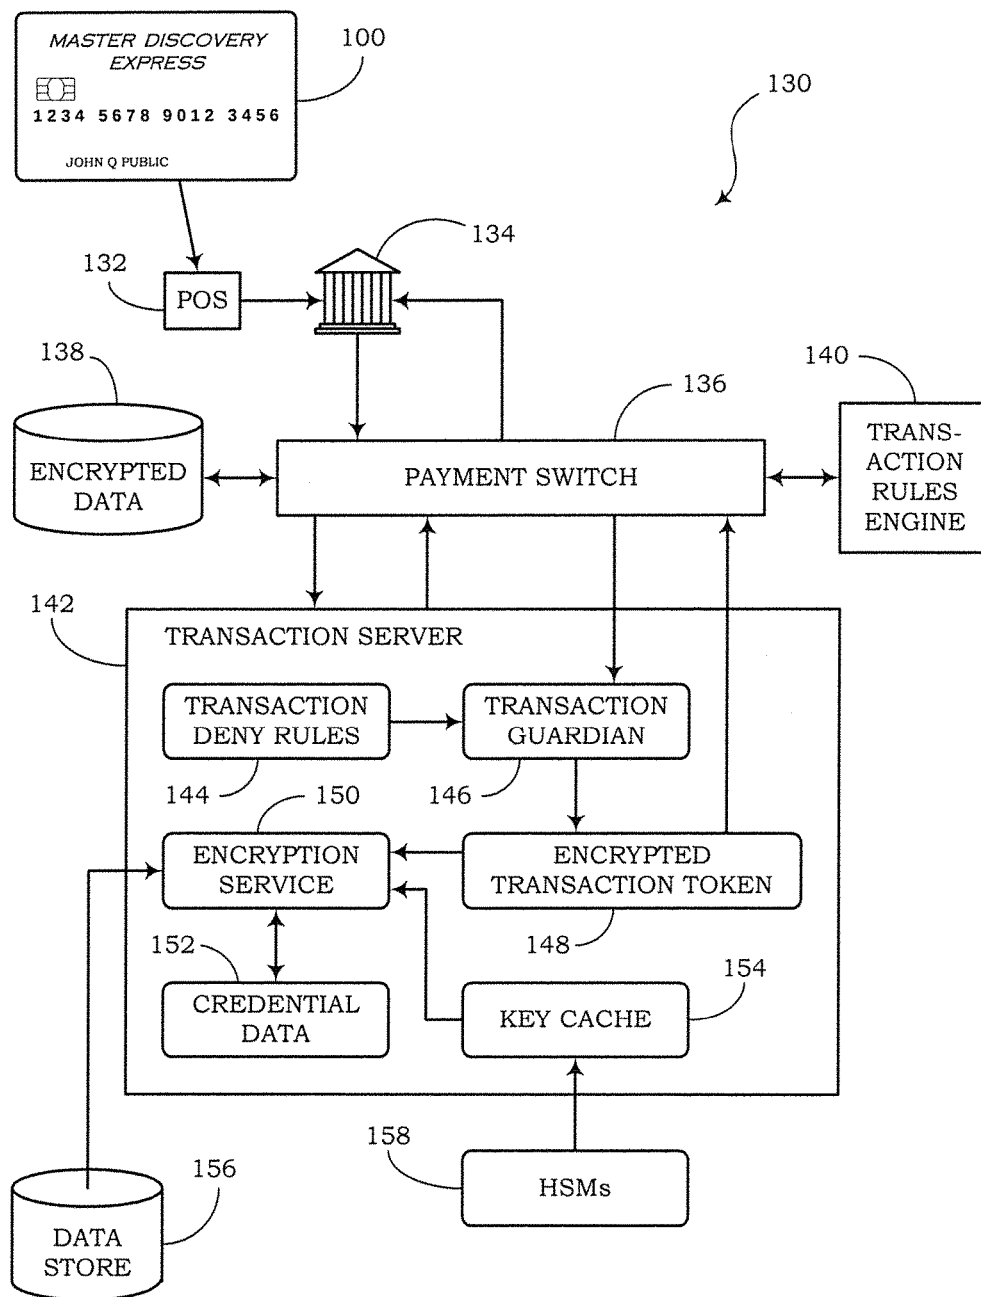 MASTER DISCOVERY
EXPRESS
1234 5678 9012 3456
JOHN Q PUBLIC
100
130
134
132
POS
138
136
140
ENCRYPTED
DATA
PAYMENT SWITCH
TRANS-
ACTION
RULES
ENGINE
142
TRANSACTION SERVER
TRANSACTION
DENY RULES
TRANSACTION
GUARDIAN
144
150
146
ENCRYPTION
SERVICE
ENCRYPTED
TRANSACTION TOKEN
152
148
154
CREDENTIAL
DATA
KEY CACHE
158
156
HSMs
DATA
STORE